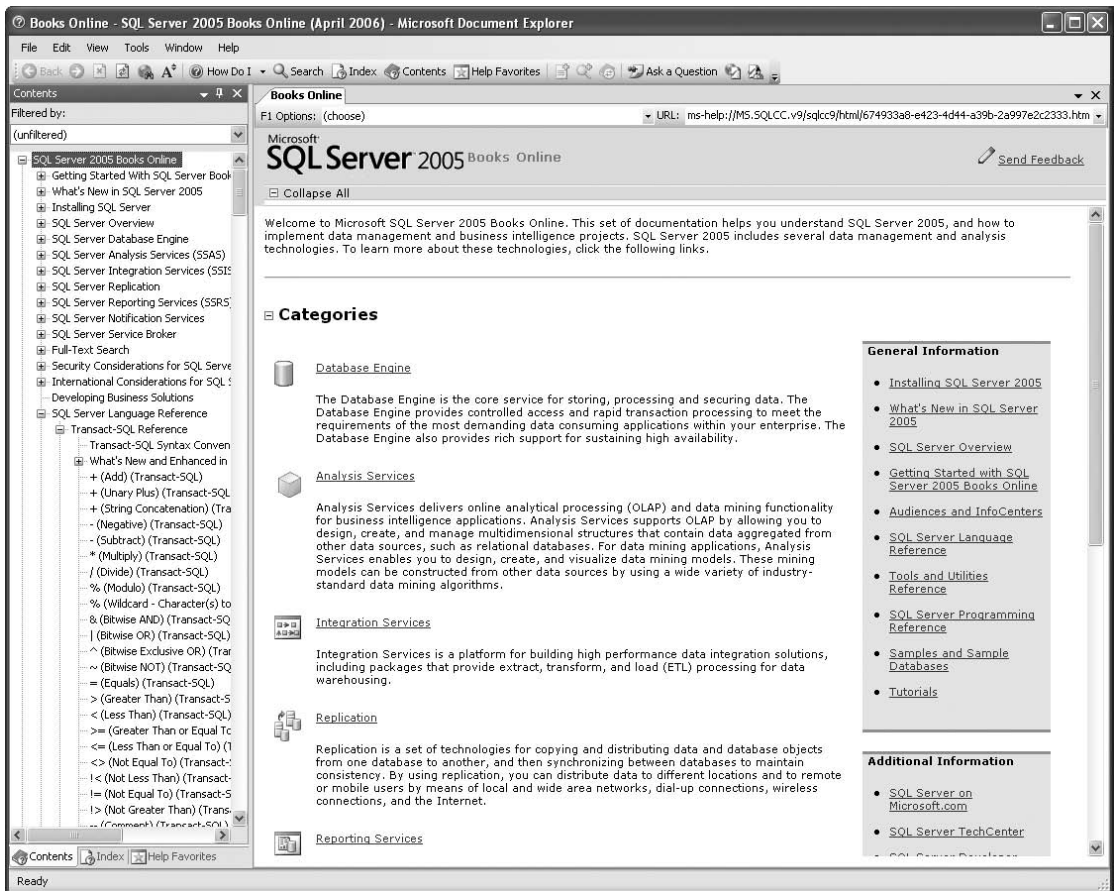 Books Online - SQL Server 2005 Books Online (April 2006) - Microsoft Document Explorer
File Edit View Tools Window Help
Back How Do I Search Index Contents Help Favorites Ask a Question
Contents
Filtered by:
(unfiltered)
SQL Server 2005 Books Online
Getting Started With SQL Server Book
What's New in SQL Server 2005
Installing SQL Server
SQL Server Overview
SQL Server Database Engine
SQL Server Analysis Services (SSAS)
SQL Server Integration Services (SSIS
SQL Server Replication
SQL Server Reporting Services (SSRS)
SQL Server Notification Services
SQL Server Service Broker
Full-Text Search
Security Considerations for SQL Serve
International Considerations for SQL S
Developing Business Solutions
SQL Server Language Reference
Transact-SQL Reference
Transact-SQL Syntax Conven
What's New and Enhanced in
+ (Add) (Transact-SQL)
+ (Unary Plus) (Transact-SQL
+ (String Concatenation) (Tra
- (Negative) (Transact-SQL)
- (Subtract) (Transact-SQL)
* (Multiply) (Transact-SQL)
/ (Divide) (Transact-SQL)
% (Modulo) (Transact-SQL)
% (Wildcard - Character(s) to
& (Bitwise AND) (Transact-SQ
| (Bitwise OR) (Transact-SQL)
^ (Bitwise Exclusive OR) (Tran
~ (Bitwise NOT) (Transact-SQ
= (Equals) (Transact-SQL)
> (Greater Than) (Transact-S
< (Less Than) (Transact-SQL)
>= (Greater Than or Equal To
<= (Less Than or Equal To) (T
<> (Not Equal To) (Transact-
!< (Not Less Than) (Transact-
!= (Not Equal To) (Transact-S
!> (Not Greater Than) (Trans
-- (Comment) (Transact-SQL)
Contents Index Help Favorites
Ready
Books Online
F1 Options: (choose) URL: ms-help://MS.SQLCC.v9/sqlcc9/html/674933a8-e423-4d44-a39b-2a997e2c2333.htm
Microsoft
SQL Server 2005 Books Online
Send Feedback
Collapse All
Welcome to Microsoft SQL Server 2005 Books Online. This set of documentation helps you understand SQL Server 2005, and how to
implement data management and business intelligence projects. SQL Server 2005 includes several data management and analysis
technologies. To learn more about these technologies, click the following links.
Categories
Database Engine
The Database Engine is the core service for storing, processing and securing data. The
Database Engine provides controlled access and rapid transaction processing to meet the
requirements of the most demanding data consuming applications within your enterprise. The
Database Engine also provides rich support for sustaining high availability.
Analysis Services
Analysis Services delivers online analytical processing (OLAP) and data mining functionality
for business intelligence applications. Analysis Services supports OLAP by allowing you to
design, create, and manage multidimensional structures that contain data aggregated from
other data sources, such as relational databases. For data mining applications, Analysis
Services enables you to design, create, and visualize data mining models. These mining
models can be constructed from other data sources by using a wide variety of industry-
standard data mining algorithms.
Integration Services
Integration Services is a platform for building high performance data integration solutions,
including packages that provide extract, transform, and load (ETL) processing for data
warehousing.
Replication
Replication is a set of technologies for copying and distributing data and database objects
from one database to another, and then synchronizing between databases to maintain
consistency. By using replication, you can distribute data to different locations and to remote
or mobile users by means of local and wide area networks, dial-up connections, wireless
connections, and the Internet.
Reporting Services
General Information
Installing SQL Server 2005
What's New in SQL Server
2005
SQL Server Overview
Getting Started with SQL
Server 2005 Books Online
Audiences and InfoCenters
SQL Server Language
Reference
Tools and Utilities
Reference
SQL Server Programming
Reference
Samples and Sample
Databases
Tutorials
Additional Information
SQL Server on
Microsoft.com
SQL Server TechCenter
SQL Server Developer